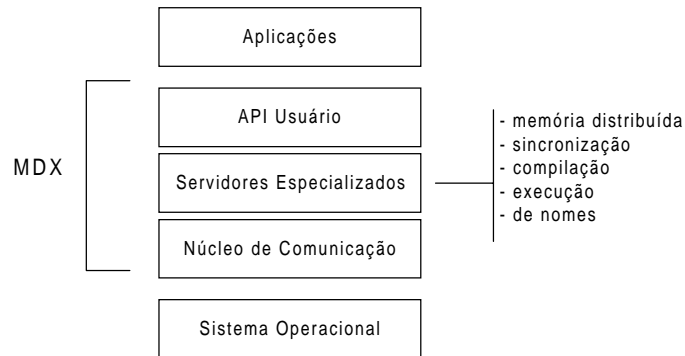 Aplicações
API Usuário
MDX
Servidores Especializados
- memória distribuída
- sincronização
- compilação
- execução
- de nomes
Núcleo de Comunicação
Sistema Operacional